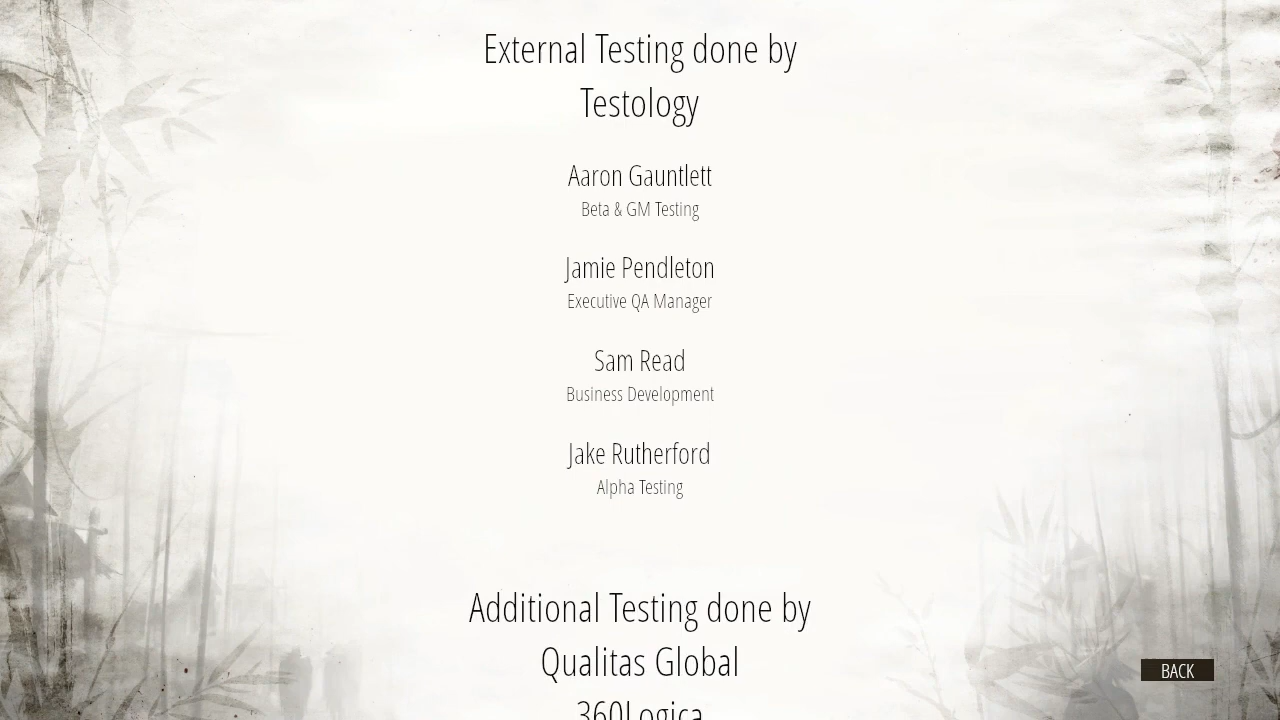 External Testing done by
Testology
Aaron Gauntlett
Beta & GM Testing
Jamie Pendleton
Executive QA Manager
Sam Read
Business Development
Jake Rutherford
Alpha Testing
Additional Testing done by
Qualitas Global
360Logica
BACK